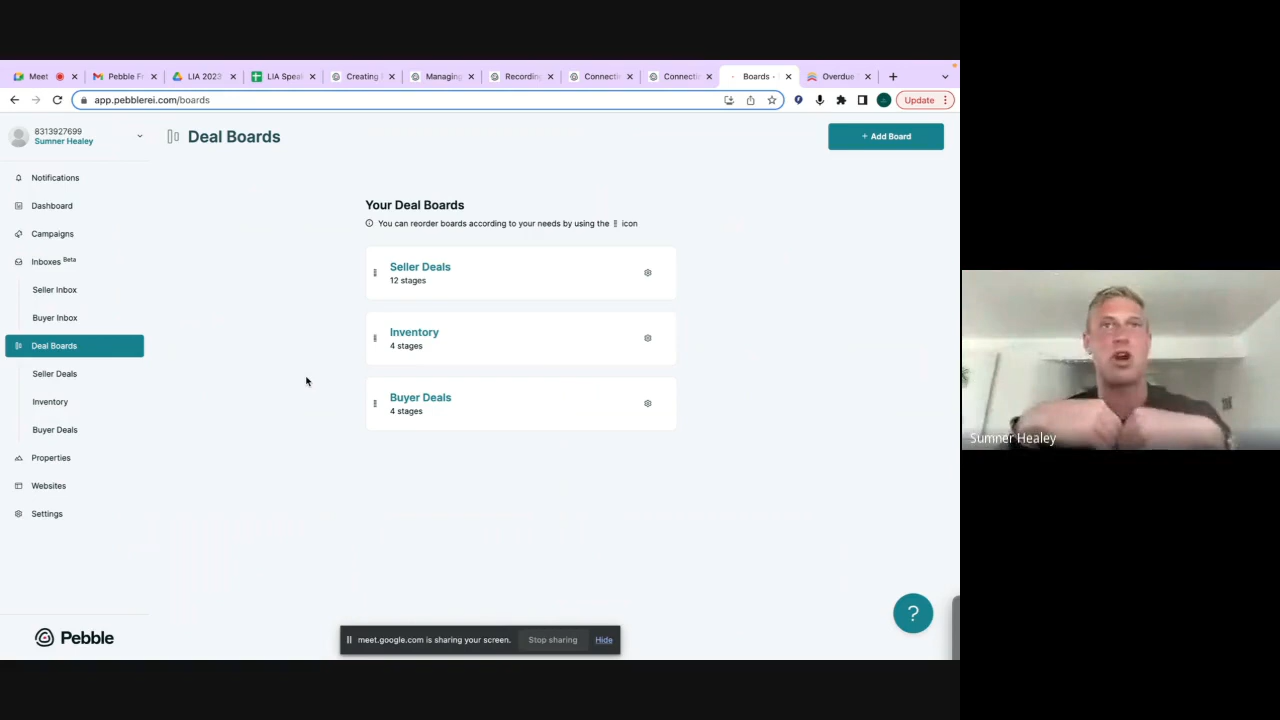 Meet
Pebble Fr
LIA 2023
LIA Speak
Creating
Managing
Recording
Connectin
Connectin
Boards -
Overdue
app.pebblerei.com/boards
Update
8313927699
Sumner Healey
Notifications
Dashboard
Campaigns
Inboxes Beta
Seller Inbox
Buyer Inbox
Deal Boards
Seller Deals
Inventory
Buyer Deals
Properties
Websites
Settings
Pebble
Deal Boards
+ Add Board
Your Deal Boards
You can reorder boards according to your needs by using the icon
Seller Deals
12 stages
Inventory
4 stages
Buyer Deals
4 stages
?
meet.google.com is sharing your screen.
Stop sharing
Hide
Sumner Healey